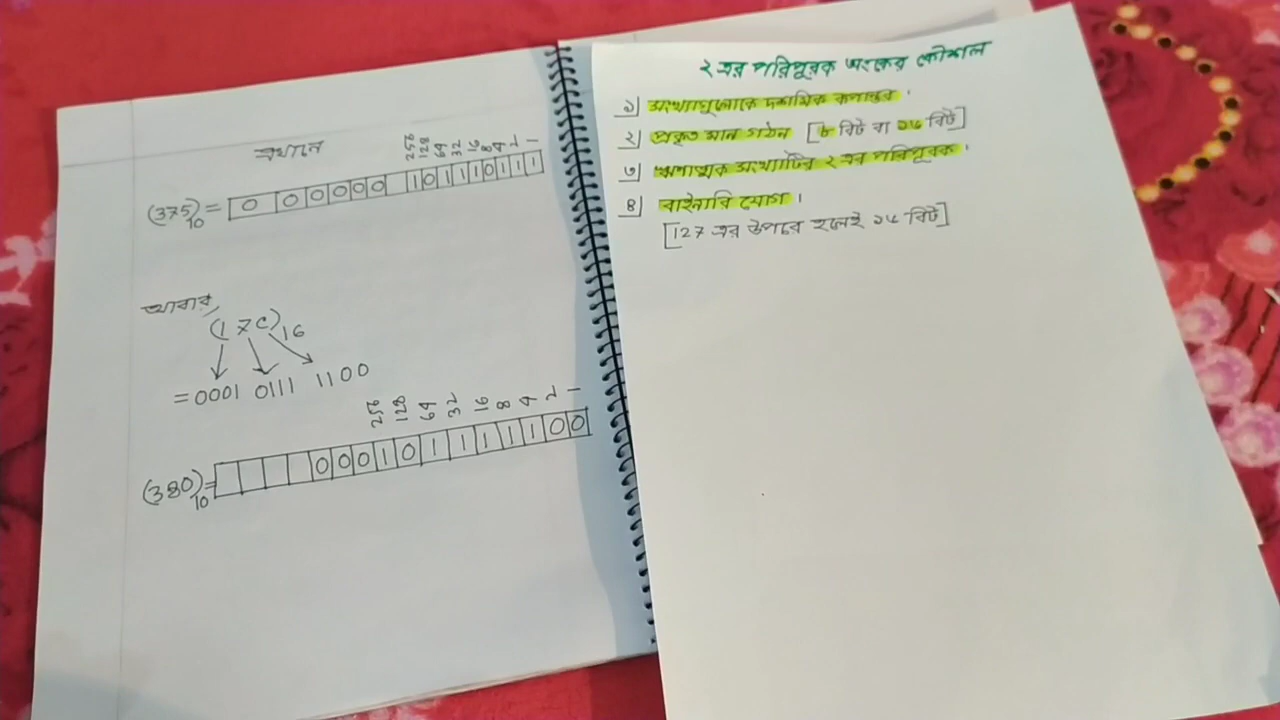 এখানে
256 128 64 32 16 8 4 2 1
(375)10 = 0 0 0 0 0 0 1 0 1 1 1 0 1 1 1
আবার,
(17C)16
= 0001 0111 1100
256 128 64 32 16 8 4 2 1
(380)10 = 0 0 0 1 0 1 1 1 1 1 0 0
২ এর পরিপূরক অংকের কৌশল
১| সংখ্যাগুলোকে দশমিক রূপান্তর।
২| প্রকৃত মান গঠন [৮ বিট বা ১৬ বিট]
৩| ঋণাত্মক সংখ্যাটির ২ এর পরিপূরক।
৪| বাইনারি যোগ।
[127 এর উপরে হলেই ১৬ বিট]